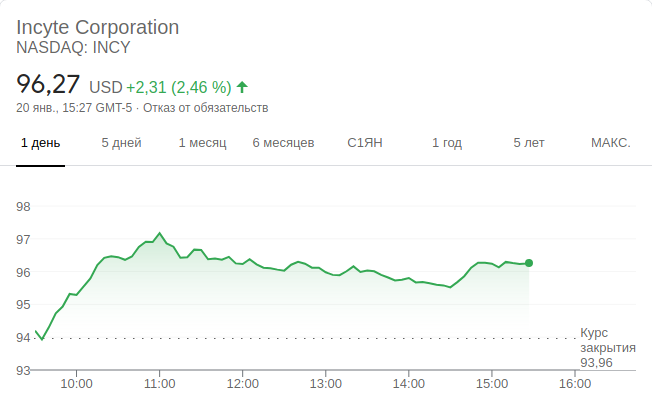 Incyte Corporation
NASDAQ: INCY
96,27 USD +2,31 (2,46 %)
20 янв., 15:27 GMT-5 · Отказ от обязательств
1 день 5 дней 1 месяц 6 месяцев С1ЯН 1 год 5 лет МАКС.
98
97
96
95
94
93
Курс
закрытия
93,96
10:00 11:00 12:00 13:00 14:00 15:00 16:00